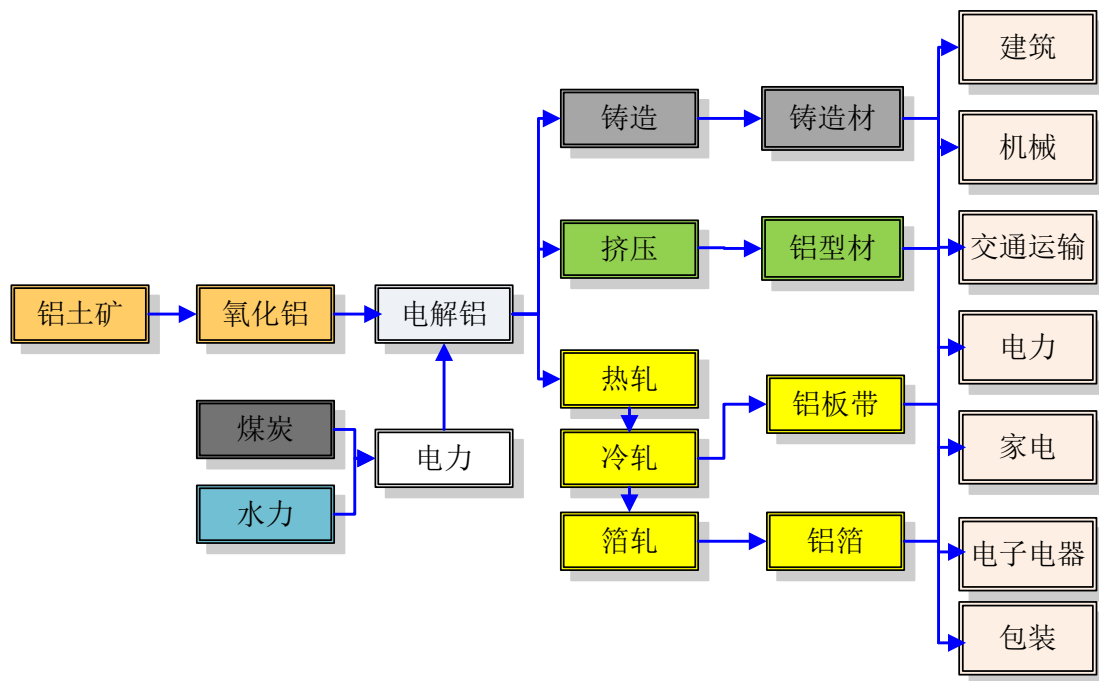 铝土矿
氧化铝
电解铝
煤炭
水力
电力
铸造
铸造材
挤压
铝型材
热轧
冷轧
铝板带
箔轧
铝箔
建筑
机械
交通运输
电力
家电
电子电器
包装